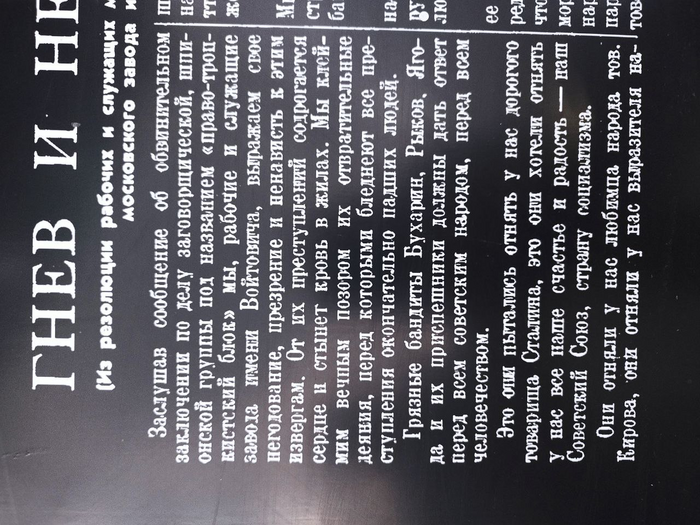 ГНЕВ И НЕ
(Из резолюции рабочих и служащих
московского завода и
Заслушав сообщение об обвинительном
заключении по делу заговорщической, шпи-
онской группы под названием «право-троц-
кистский блок» мы, рабочие и служащие
завода имени Войтовича, выражаем свое
негодование, презрение и ненависть к этим
извергам. От их преступлений содрогается
сердце и стынет кровь в жилах. Мы клей-
мим вечным позором их отвратительные
деяния, перед которыми бледнеют все пре-
ступления окончательно падших людей.
Грязные бандиты Бухарин, Рыков, Яго-
да и их приспешники должны дать ответ
перед всем советским народом, перед всем
человечеством.
Это они пытались отнять у нас дорогого
товарища Сталина, это они хотели отнять
у нас все наше счастье и радость — наш
Советский Союз, страну социализма.
Они отняли у нас любимца народа тов.
Кирова, они отняли у нас выразителя на-